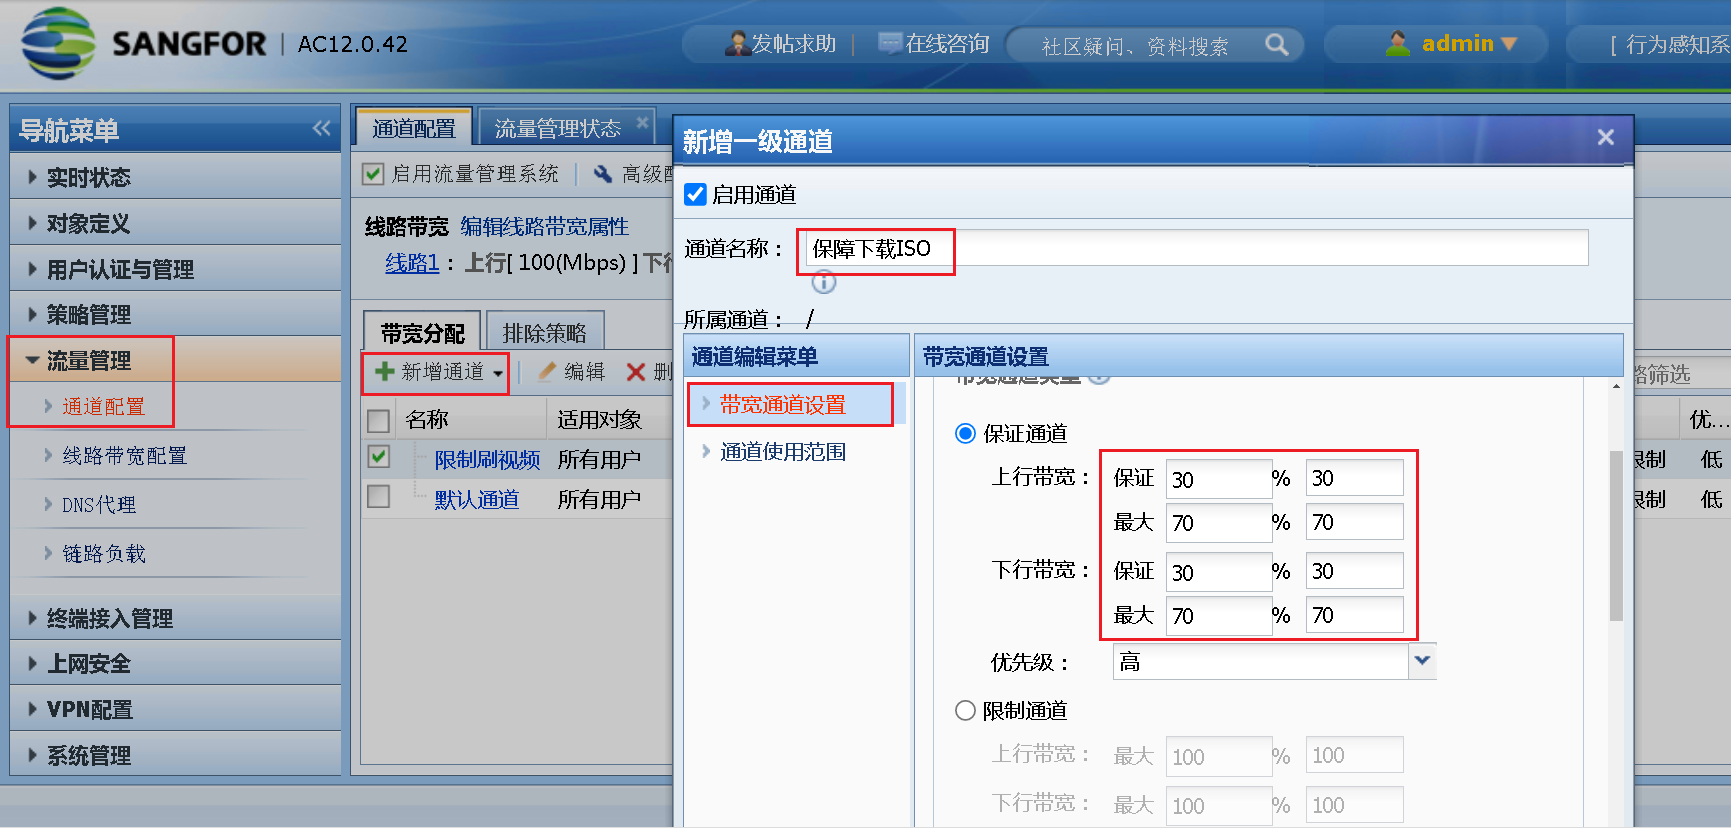 SANGFOR | AC12.0.42
发帖求助 | 在线咨询
社区疑问、资料搜索
admin
[ 行为感知系
导航菜单
实时状态
对象定义
用户认证与管理
策略管理
流量管理
通道配置
线路带宽配置
DNS代理
链路负载
终端接入管理
上网安全
VPN配置
系统管理
通道配置
流量管理状态
启用流量管理系统
高级配
线路带宽 编辑线路带宽属性
线路1：上行[ 100(Mbps) ] 下行
带宽分配
排除策略
新增通道
编辑
删
名称 适用对象
限制刷视频 所有用户
默认通道 所有用户
新增一级通道
启用通道
通道名称： 保障下载ISO
所属通道： /
通道编辑菜单
带宽通道设置
通道使用范围
带宽通道设置
带宽通道类型
保证通道
上行带宽： 保证 30 % 30
最大 70 % 70
下行带宽： 保证 30 % 30
最大 70 % 70
优先级： 高
限制通道
上行带宽： 最大 100 % 100
下行带宽： 最大 100 % 100
略筛选
优...
限制 低
限制 低